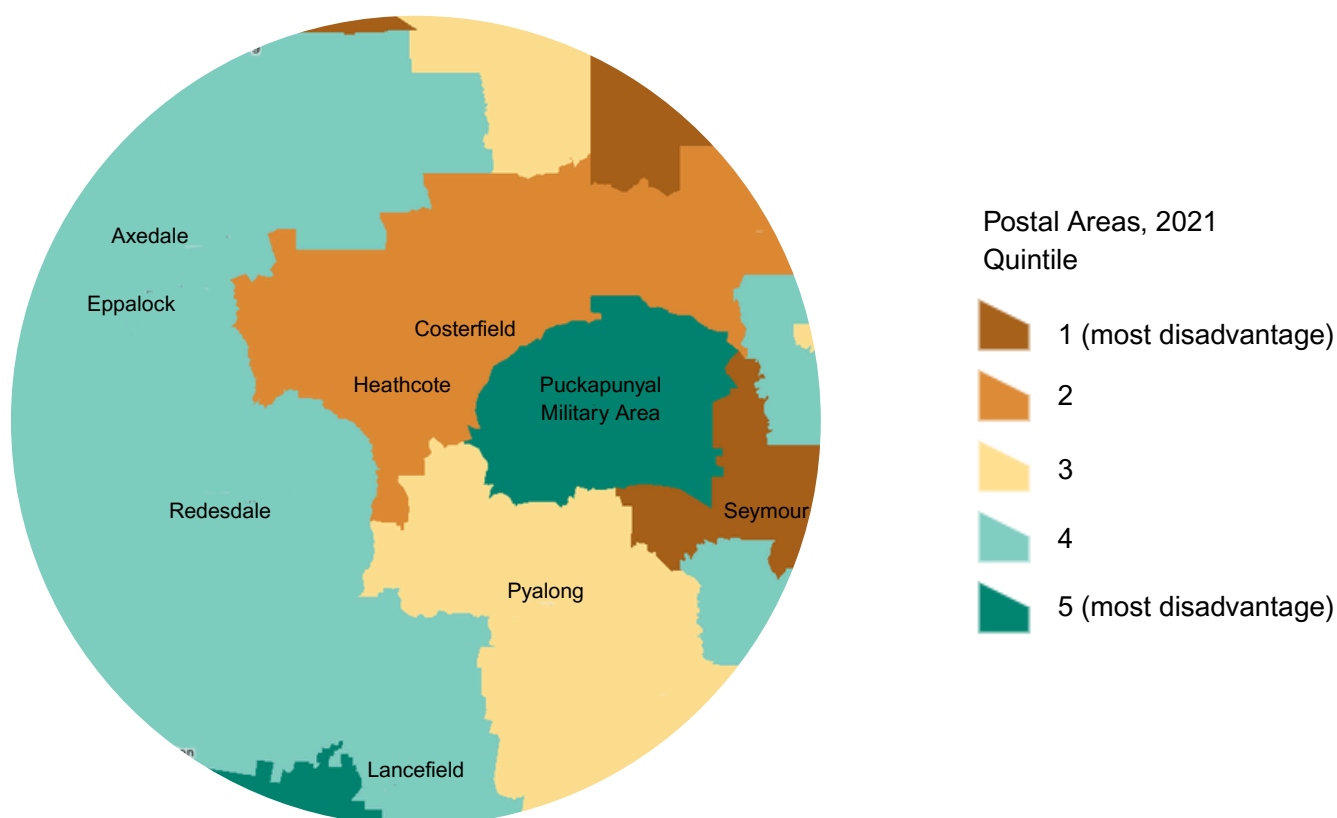 Axedale
Eppalock
Costerfield
Heathcote
Puckapunyal
Military Area
Redesdale
Seymour
Pyalong
Lancefield
Postal Areas, 2021
Quintile
1 (most disadvantage)
2
3
4
5 (most disadvantage)